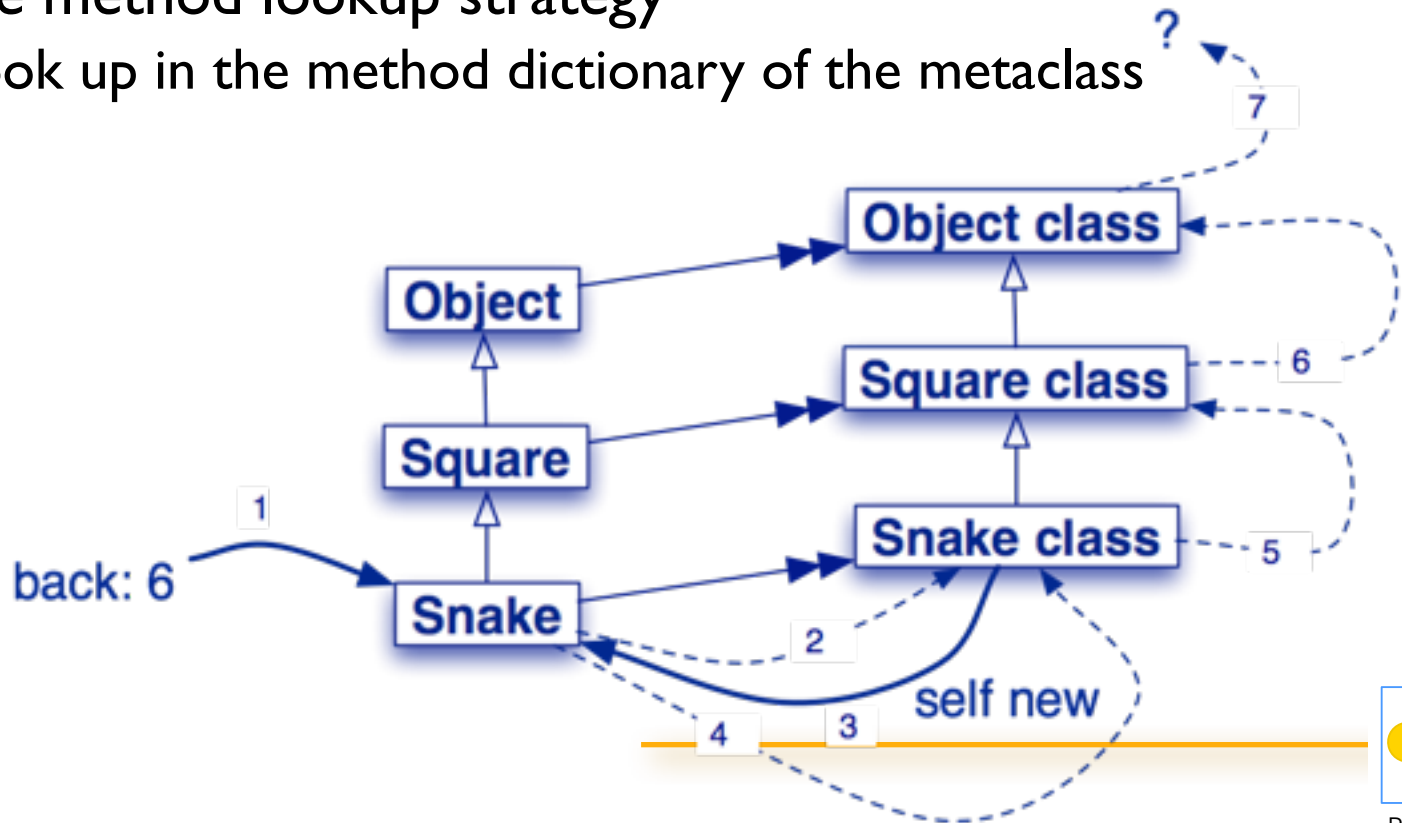 method lookup strategy
up in the method dictionary of the metaclass
?
7
Object class
Object
6
Square class
Square
1
Snake class
5
back: 6
Snake
2
self new
4
3